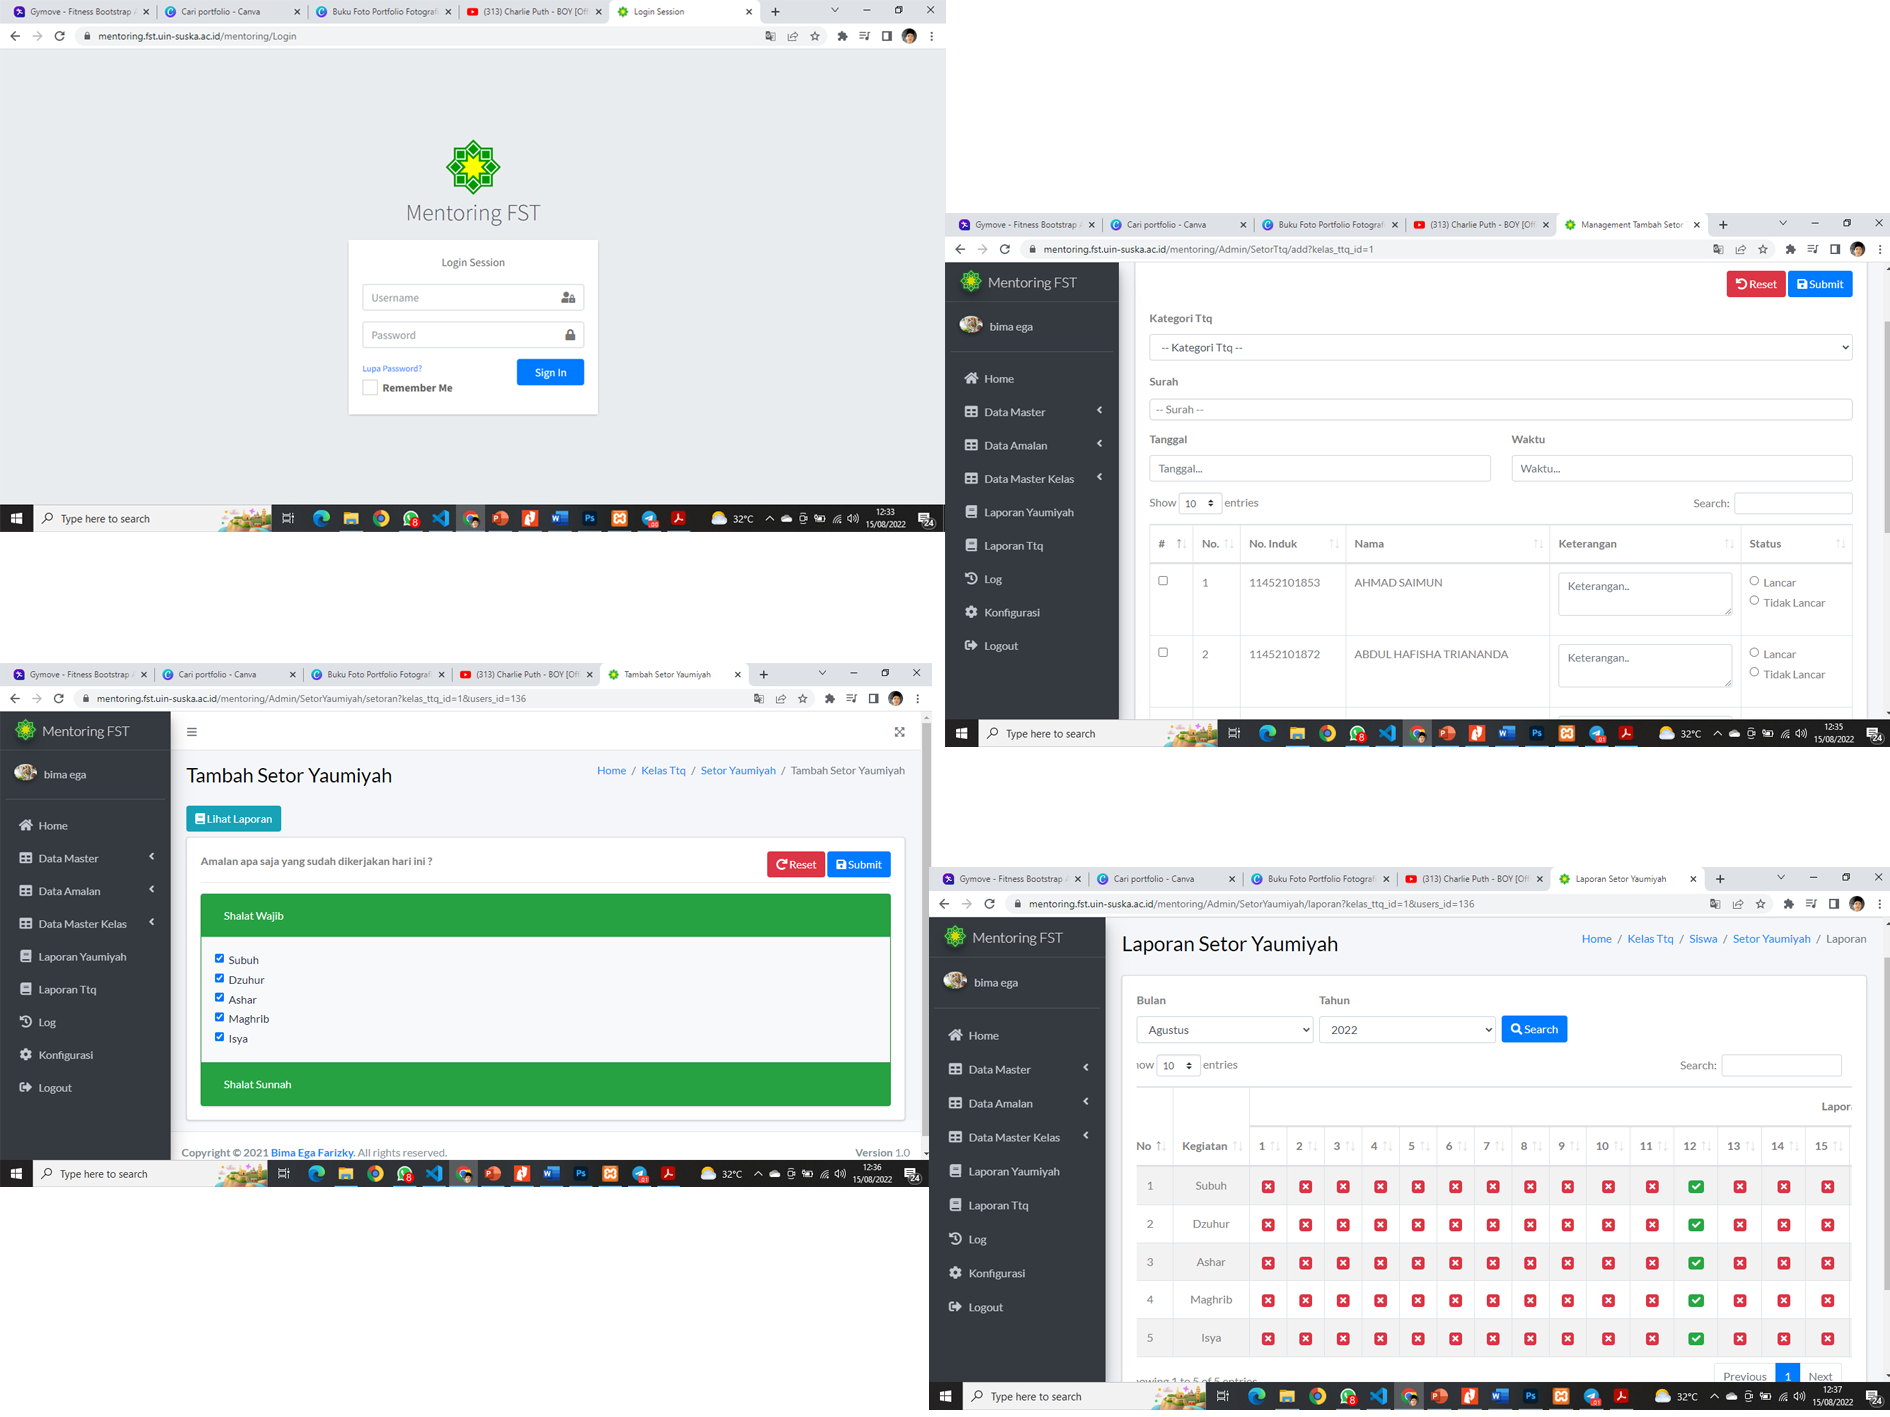 Gymove - Fitness Bootstrap
Cari portfolio - Canva
Buku Foto Portfolio Fotograf
(313) Charlie Puth - BOY [Off
Login Session
mentoring.fst.uin-suska.ac.id/mentoring/Login
Mentoring FST
Login Session
Username
Password
Lupa Password?
Remember Me
Sign In
Type here to search
8
32°C
12:33
15/08/2022
24
Gymove - Fitness Bootstrap
Cari portfolio - Canva
Buku Foto Portfolio Fotograf
(313) Charlie Puth - BOY [Off
Management Tambah Setor
mentoring.fst.uin-suska.ac.id/mentoring/Admin/SetorTtq/add?kelas_ttq_id=1
Mentoring FST
bima ega
Home
Data Master
Data Amalan
Data Master Kelas
Laporan Yaumiyah
Laporan Ttq
Log
Konfigurasi
Logout
Reset Submit
Kategori Ttq
-- Kategori Ttq --
Surah
-- Surah --
Tanggal Waktu
Tanggal... Waktu...
Show 10 entries Search:
# No. No. Induk Nama Keterangan Status
1 11452101853 AHMAD SAIMUN Keterangan.. Lancar
Tidak Lancar
2 11452101872 ABDUL HAFISHA TRIANANDA Keterangan.. Lancar
Tidak Lancar
Type here to search
8
32°C
12:35
15/08/2022
24
Gymove - Fitness Bootstrap
Cari portfolio - Canva
Buku Foto Portfolio Fotograf
(313) Charlie Puth - BOY [Off
Tambah Setor Yaumiyah
mentoring.fst.uin-suska.ac.id/mentoring/Admin/SetorYaumiyah/setoran?kelas_ttq_id=1&users_id=136
Mentoring FST
bima ega
Home
Data Master
Data Amalan
Data Master Kelas
Laporan Yaumiyah
Laporan Ttq
Log
Konfigurasi
Logout
Tambah Setor Yaumiyah
Home / Kelas Ttq / Setor Yaumiyah / Tambah Setor Yaumiyah
Lihat Laporan
Amalan apa saja yang sudah dikerjakan hari ini ?
Reset Submit
Shalat Wajib
Subuh
Dzuhur
Ashar
Maghrib
Isya
Shalat Sunnah
Copyright © 2021 Bima Ega Farizky. All rights reserved.
Version 1.0
Type here to search
8
32°C
12:36
15/08/2022
24
Gymove - Fitness Bootstrap
Cari portfolio - Canva
Buku Foto Portfolio Fotograf
(313) Charlie Puth - BOY [Off
Laporan Setor Yaumiyah
mentoring.fst.uin-suska.ac.id/mentoring/Admin/SetorYaumiyah/laporan?kelas_ttq_id=1&users_id=136
Mentoring FST
bima ega
Home
Data Master
Data Amalan
Data Master Kelas
Laporan Yaumiyah
Laporan Ttq
Log
Konfigurasi
Logout
Laporan Setor Yaumiyah
Home / Kelas Ttq / Siswa / Setor Yaumiyah / Laporan
Bulan Tahun
Agustus 2022 Search
how 10 entries Search:
Lapor
No Kegiatan 1 2 3 4 5 6 7 8 9 10 11 12 13 14 15
1 Subuh
2 Dzuhur
3 Ashar
4 Maghrib
5 Isya
howing 1 to 5 of 5 entries
Previous 1 Next
Type here to search
8
32°C
12:37
15/08/2022
24